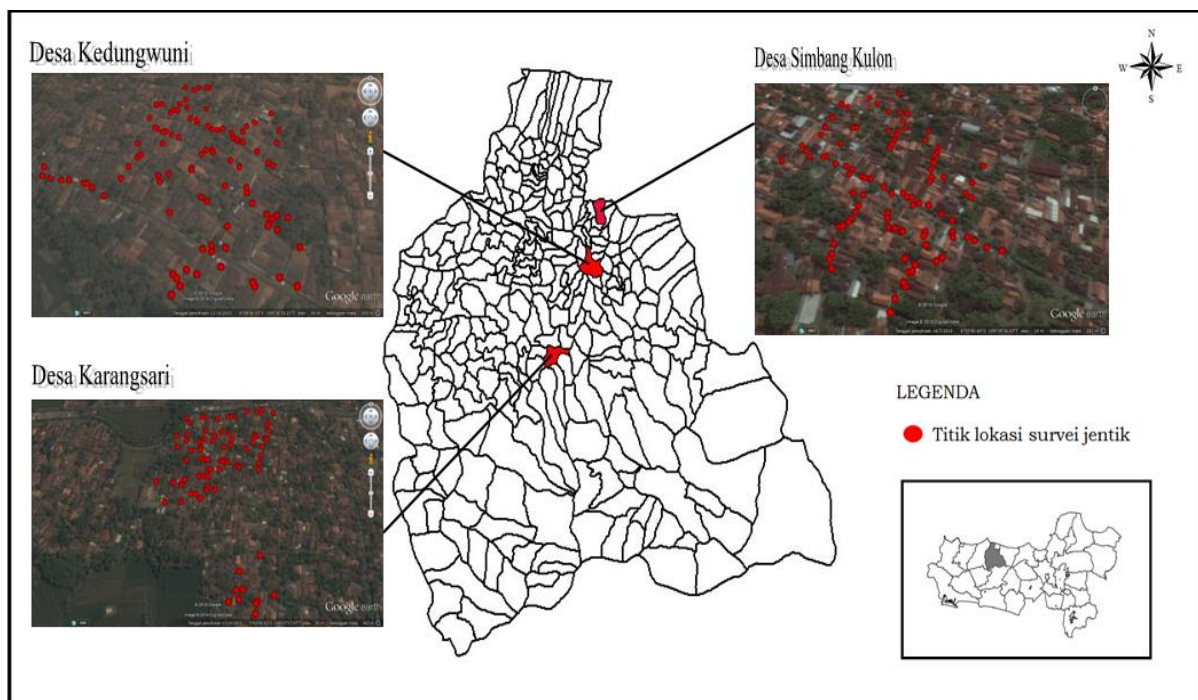 Desa Kedungwuni
Google earth
Desa Simbang Kulon
Google earth
N
W E
S
Desa Karangsari
Google earth
LEGENDA
Titik lokasi survei jentik